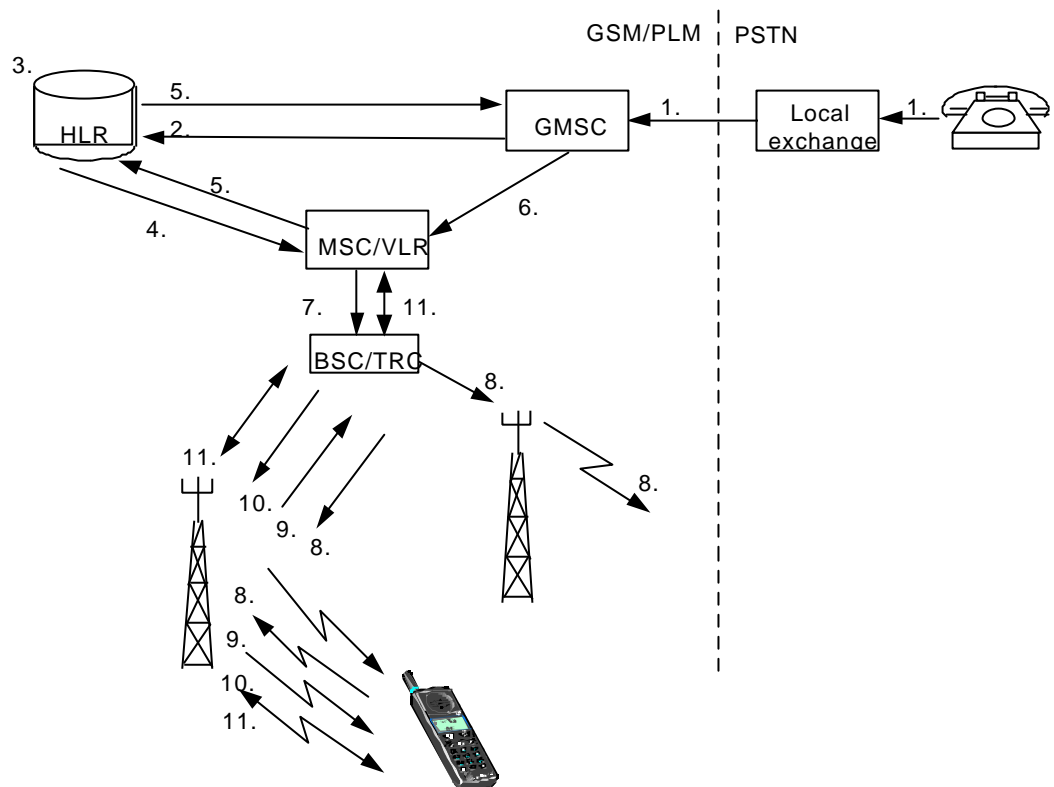 GSM/PLM PSTN
3.
5.
1.
1.
HLR
2.
GMSC
Local
exchange
5.
6.
4.
MSC/VLR
7.
11.
BSC/TRC
8.
11.
10.
9.
8.
8.
8.
9.
10.
11.